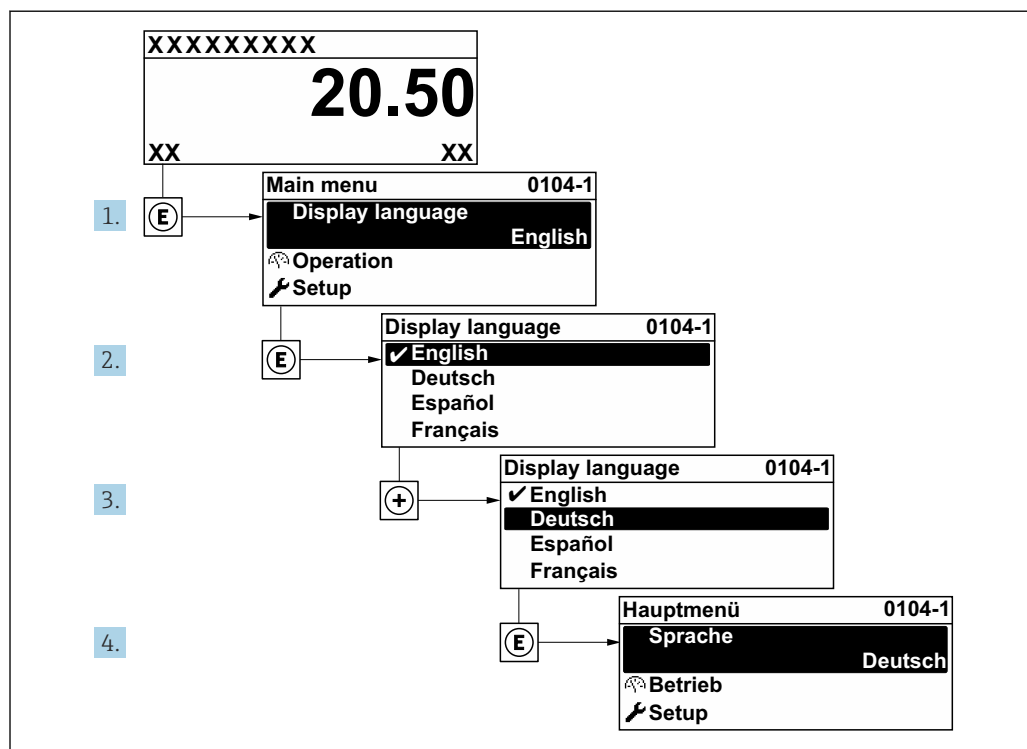 XXXXXXXXX
20.50
XX XX
Main menu 0104-1
1. E Display language
English
Operation
Setup
Display language 0104-1
2. E ✔ English
Deutsch
Español
Français
Display language 0104-1
3. + ✔ English
Deutsch
Español
Français
Hauptmenü 0104-1
4. E Sprache
Deutsch
Betrieb
Setup